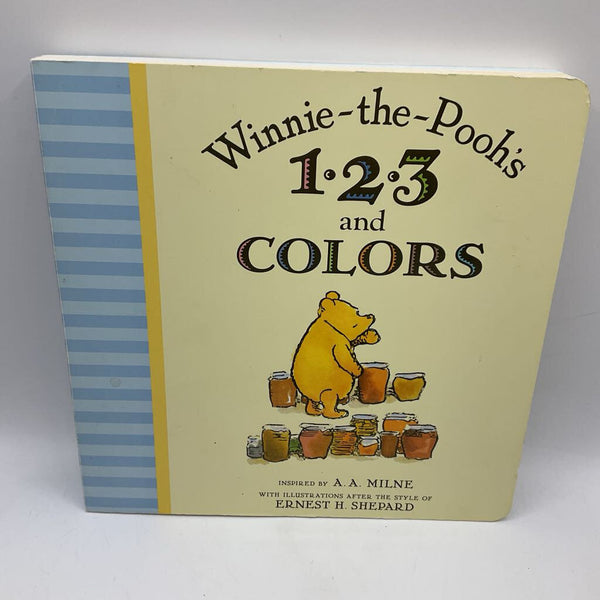 Winnie-the-Pooh's
1·2·3
and
COLORS
INSPIRED BY A. A. MILNE
WITH ILLUSTRATIONS AFTER THE STYLE OF
ERNEST H. SHEPARD